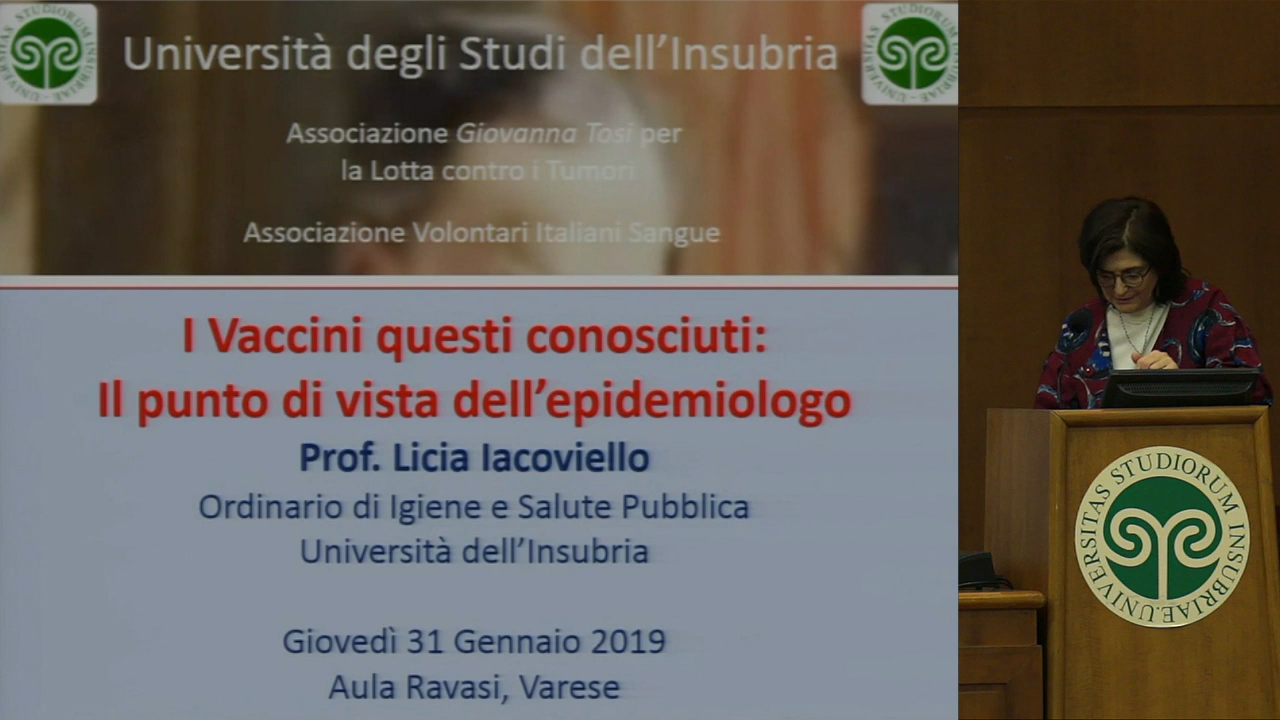 Università degli Studi dell'Insubria
Associazione Giovanna Tosi per
la Lotta contro i Tumori
Associazione Volontari Italiani Sangue
I Vaccini questi conosciuti:
Il punto di vista dell'epidemiologo
Prof. Licia Iacoviello
Ordinario di Igiene e Salute Pubblica
Università dell'Insubria
Giovedì 31 Gennaio 2019
Aula Ravasi, Varese
UNIVERSITAS STUDIORUM INSUBRIAE